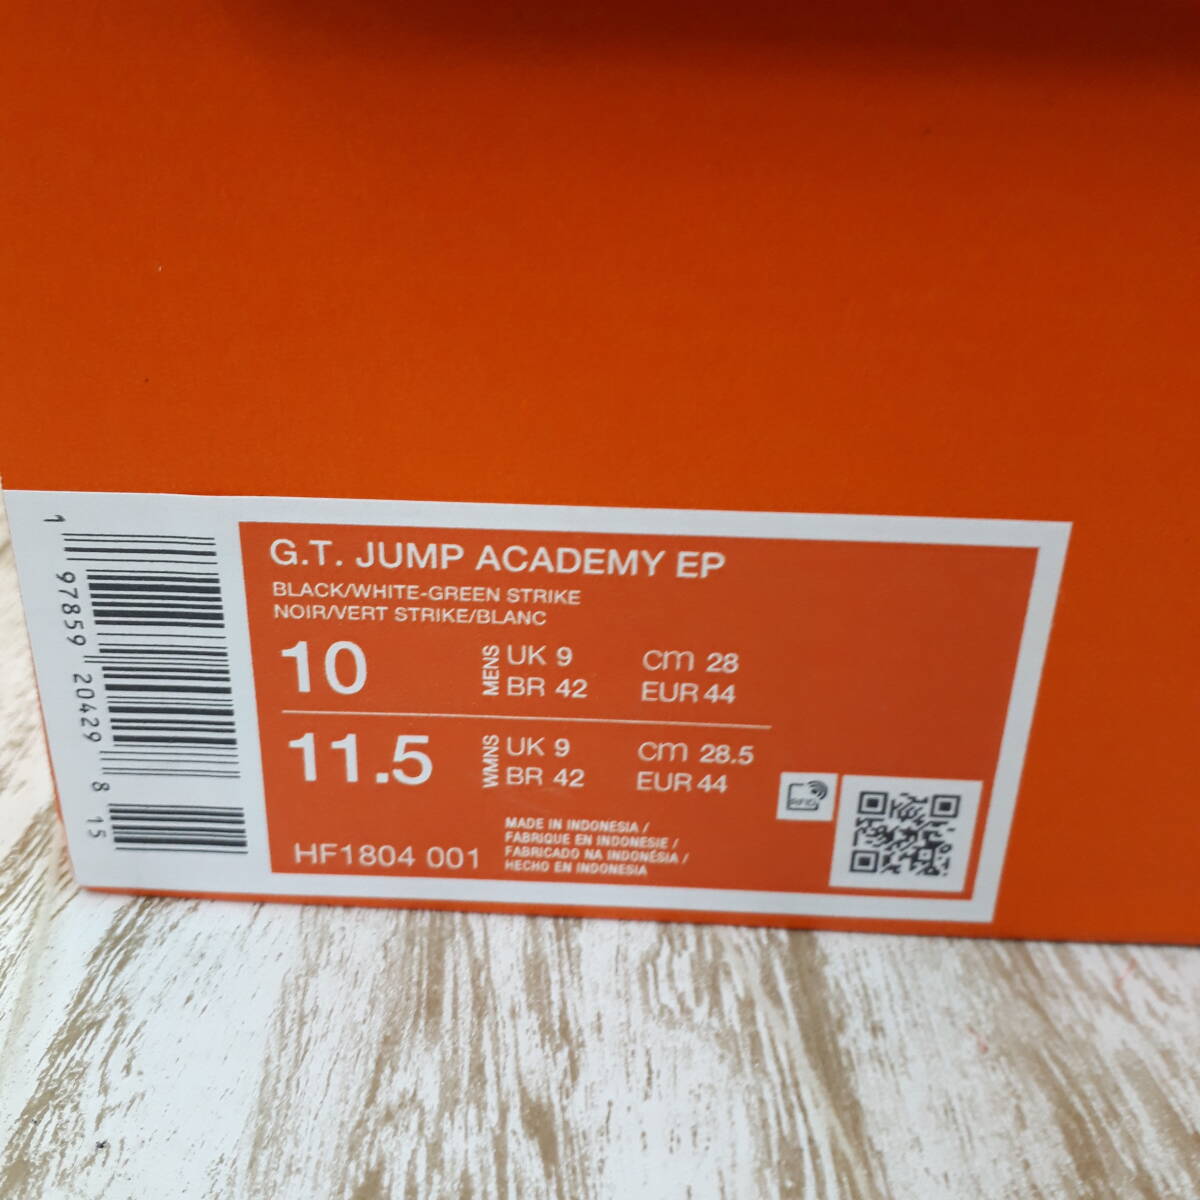 G.T. JUMP ACADEMY EP
BLACK/WHITE-GREEN STRIKE
NOIR/VERT STRIKE/BLANC
10 MENS UK 9 cm 28
BR 42 EUR 44
11.5 WMNS UK 9 cm 28.5
BR 42 EUR 44
HF1804 001
MADE IN INDONESIA /
FABRIQUE EN INDONESIE /
FABRICADO NA INDONÉSIA /
HECHO EN INDONESIA
RFID
1 97859 20429 8 15